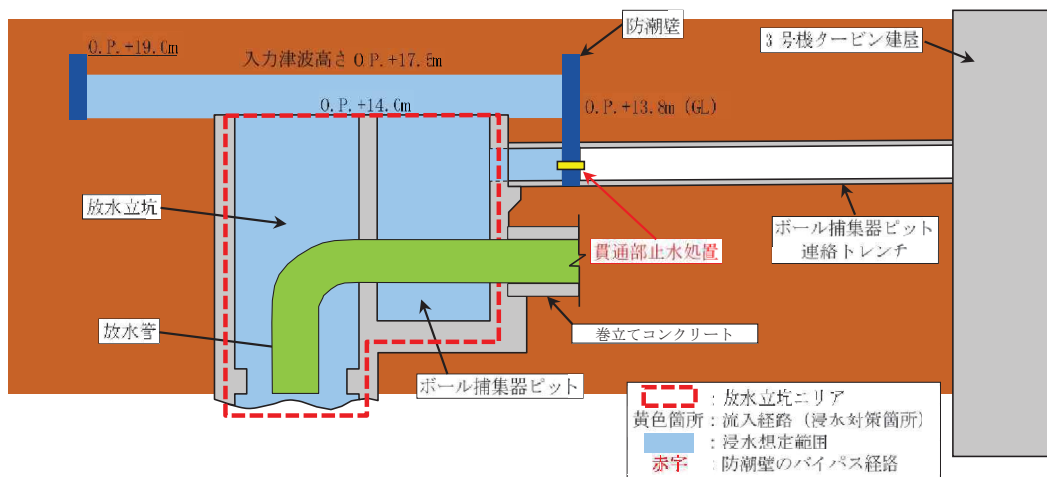 防潮壁
3号機タービン建屋
O.P.+19.0m
入力津波高さ O.P.+17.5m
O.P.+14.0m
O.P.+13.8m (GL)
放水立坑
ボール捕集器ピット
連絡トレンチ
貫通部止水処置
放水管
巻立てコンクリート
ボール捕集器ピット
：放水立坑エリア
黄色箇所：流入経路（浸水対策箇所）
：浸水想定範囲
赤字：防潮壁のバイパス経路